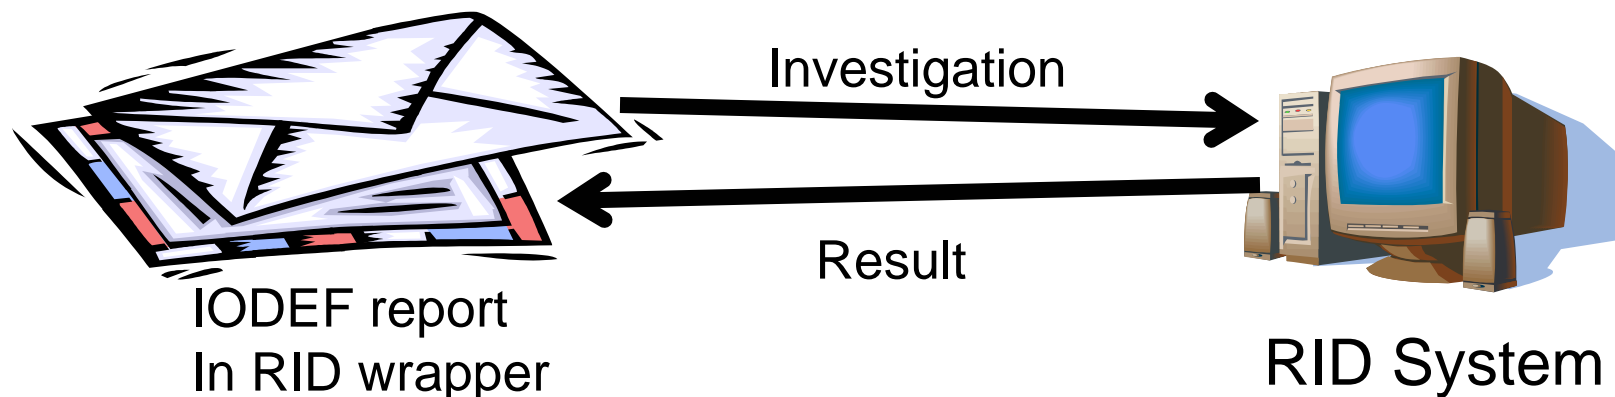 Investigation
Result
IODEF report
In RID wrapper
RID System